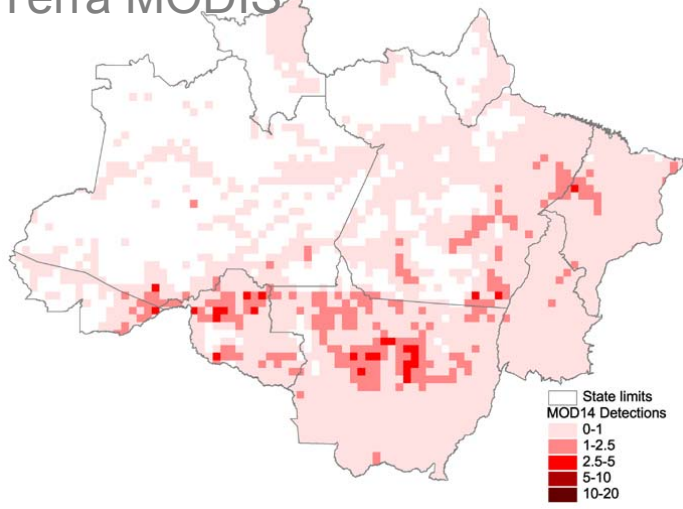 Terra MODIS
State limits
MOD14 Detections
0-1
1-2.5
2.5-5
5-10
10-20